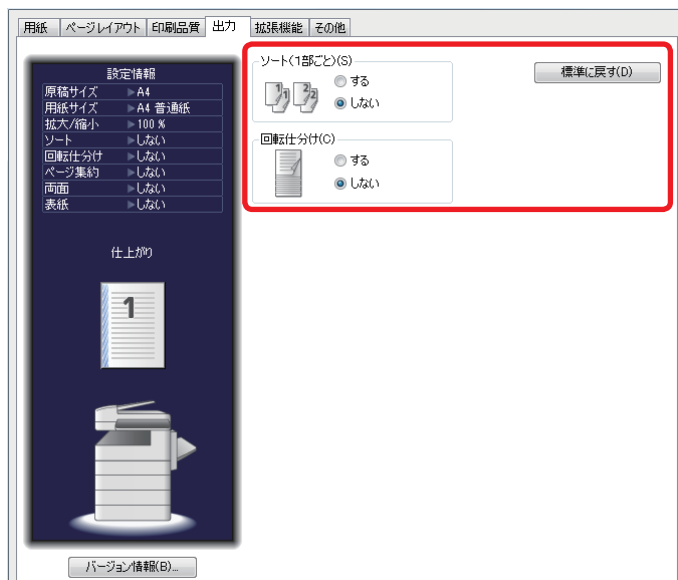 用紙 ページレイアウト 印刷品質 出力 拡張機能 その他
設定情報
原稿サイズ ▶A4
用紙サイズ ▶A4 普通紙
拡大/縮小 ▶100 %
ソート ▶しない
回転仕分け ▶しない
ページ集約 ▶しない
両面 ▶しない
表紙 ▶しない
仕上がり
1
バージョン情報(B)...
ソート(1部ごと)(S)
1 1 2 2
する
しない
回転仕分け(C)
する
しない
標準に戻す(D)